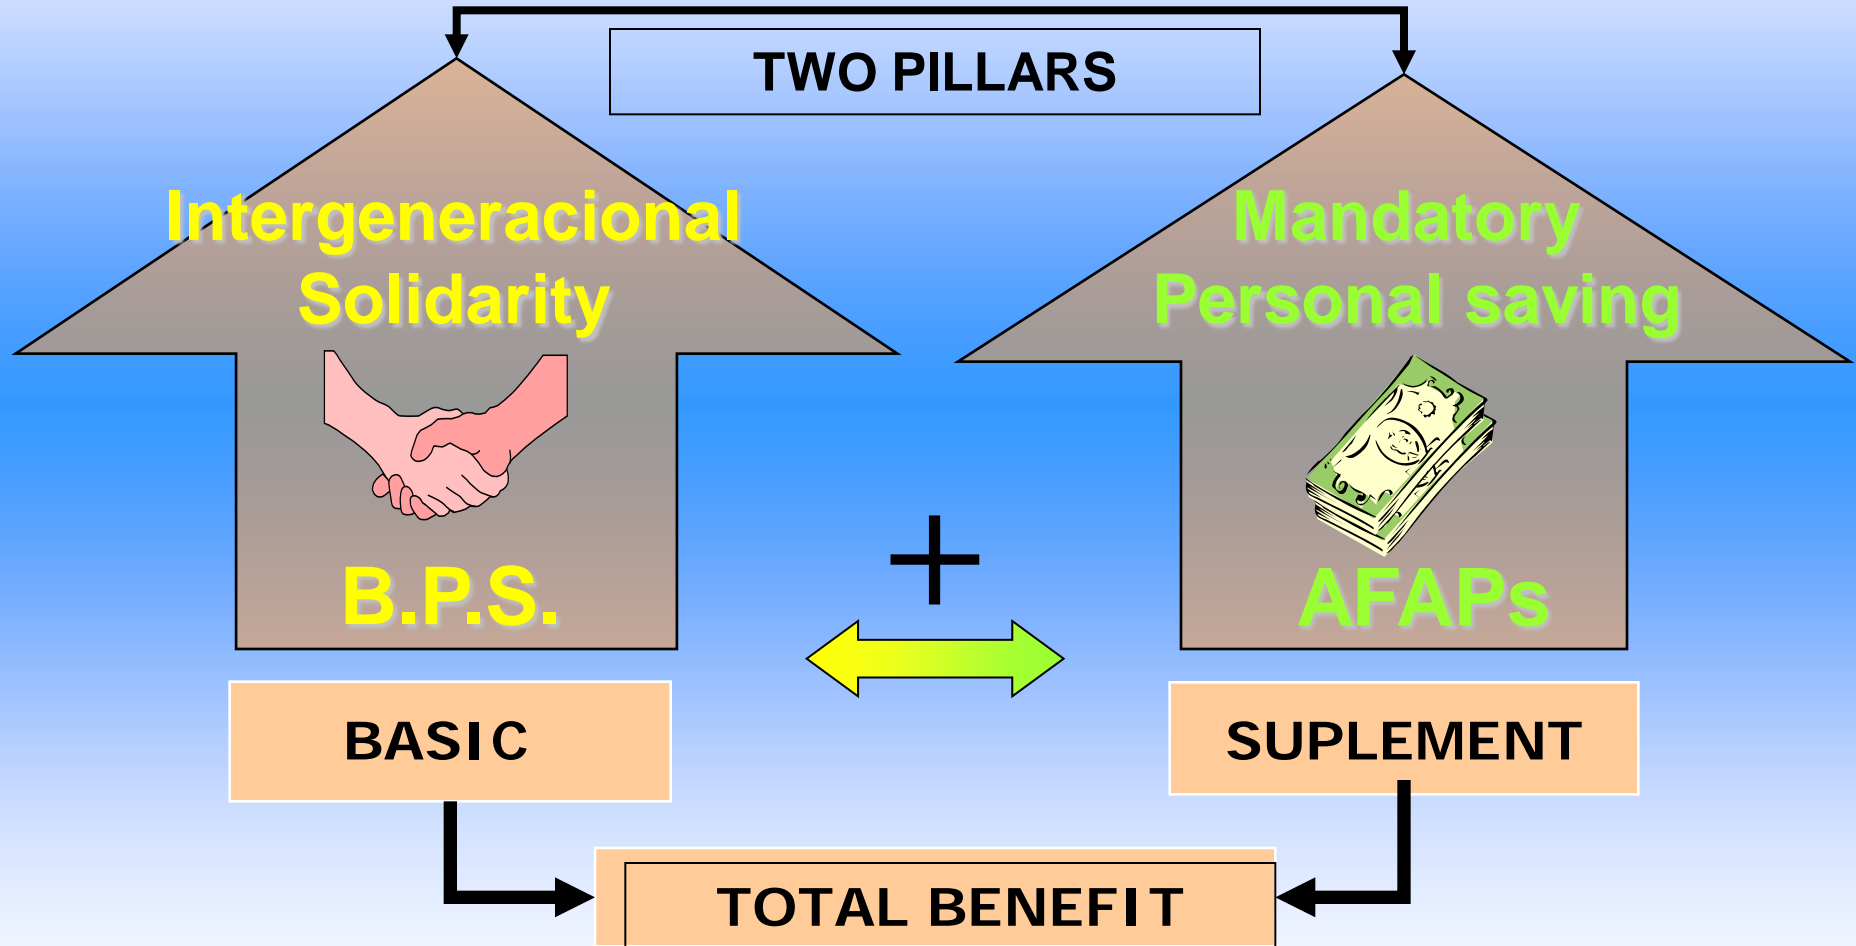 TWO PILLARS
Intergeneracional
Solidarity
B.P.S.
Mandatory
Personal saving
AFAPs
BASIC
SUPLEMENT
TOTAL BENEFIT